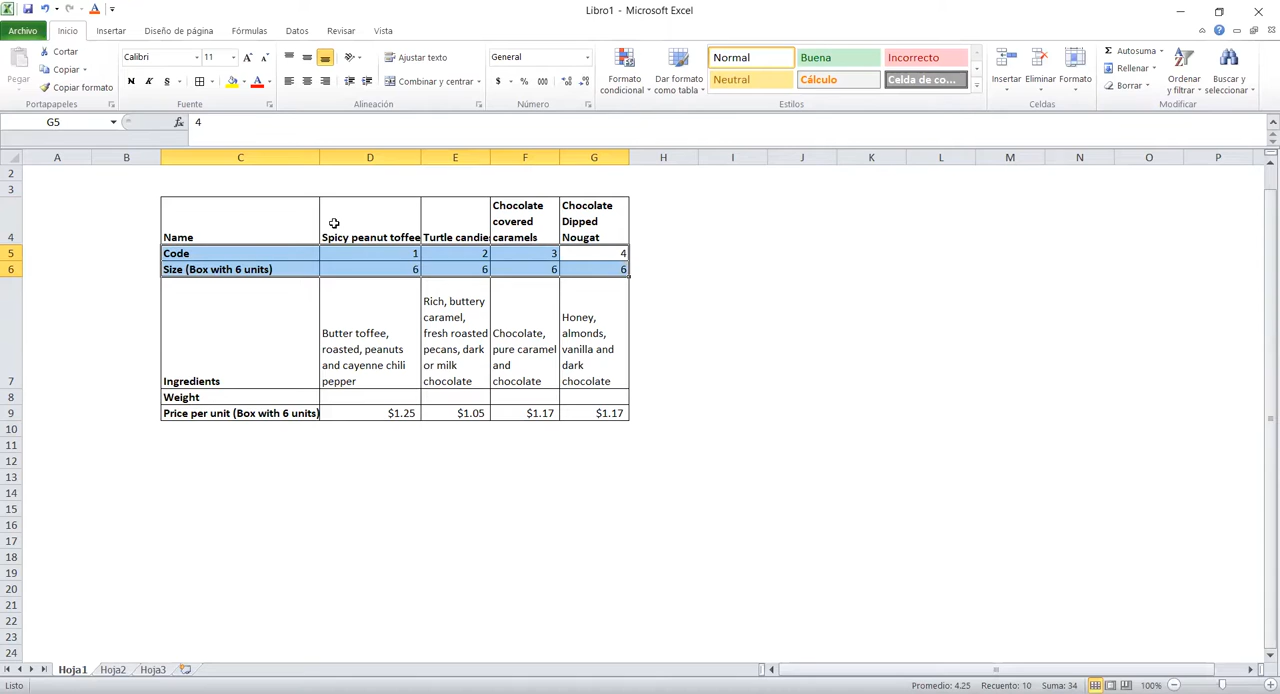 Libro1 - Microsoft Excel
Archivo Inicio Insertar Diseño de página Fórmulas Datos Revisar Vista
Pegar
Cortar
Copiar
Copiar formato
Portapapeles
Calibri 11
N K S
Fuente
Ajustar texto
Combinar y centrar
Alineación
General
$ % 000
Número
Formato condicional
Dar formato como tabla
Normal Buena Incorrecto
Neutral Cálculo Celda de co...
Estilos
Insertar Eliminar Formato
Celdas
Autosuma
Rellenar
Borrar
Ordenar y filtrar
Buscar y seleccionar
Modificar
G5 fx 4
A B C D E F G H I J K L M N O P
2
3
4 Name Spicy peanut toffee Turtle candies Chocolate covered caramels Chocolate Dipped Nougat
5 Code 1 2 3 4
6 Size (Box with 6 units) 6 6 6 6
7 Ingredients Butter toffee, roasted, peanuts and cayenne chili pepper Rich, buttery caramel, fresh roasted pecans, dark or milk chocolate Chocolate, pure caramel and chocolate Honey, almonds, vanilla and dark chocolate
8 Weight
9 Price per unit (Box with 6 units) $1.25 $1.05 $1.17 $1.17
10
11
12
13
14
15
16
17
18
19
20
21
22
23
24
Hoja1 Hoja2 Hoja3
Listo Promedio: 4.25 Recuento: 10 Suma: 34 100%